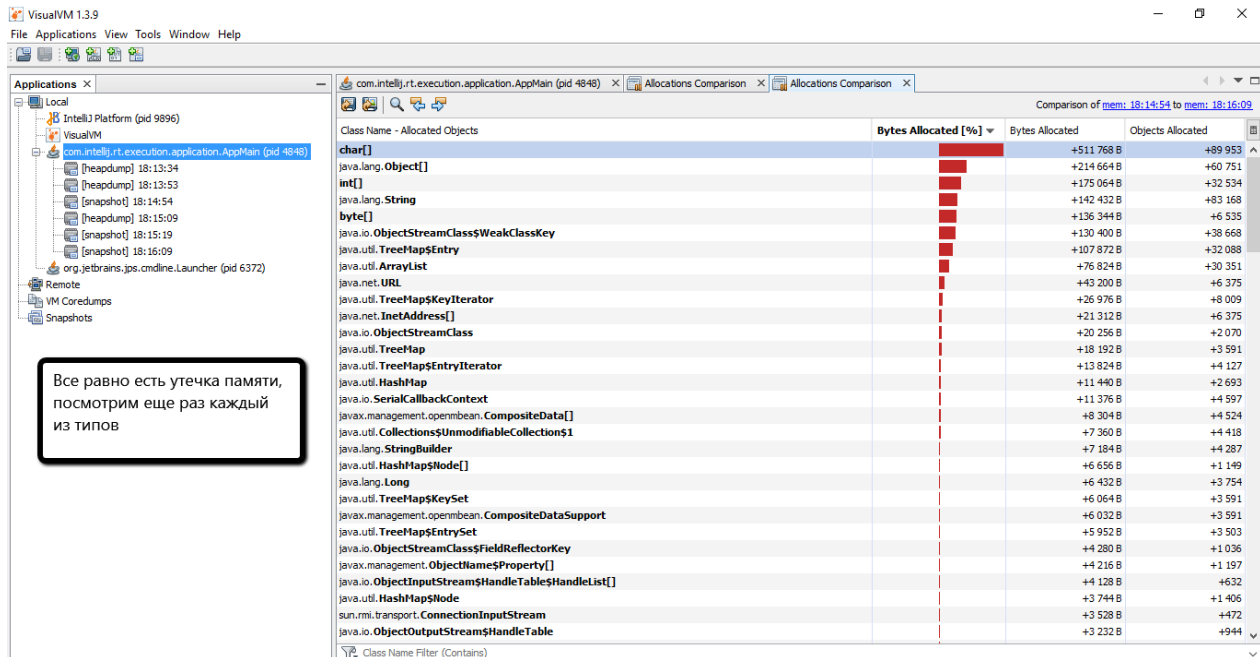 VisualVM 1.3.9
File Applications View Tools Window Help
Applications
Local
IntelliJ Platform (pid 9896)
VisualVM
com.intellij.rt.execution.application.AppMain (pid 4848)
[heapdump] 18:13:34
[heapdump] 18:13:53
[snapshot] 18:14:54
[heapdump] 18:15:09
[snapshot] 18:15:19
[snapshot] 18:16:09
org.jetbrains.jps.cmdline.Launcher (pid 6372)
Remote
VM Coredumps
Snapshots
Все равно есть утечка памяти,
посмотрим еще раз каждый
из типов
com.intellij.rt.execution.application.AppMain (pid 4848) Allocations Comparison Allocations Comparison
Comparison of mem: 18:14:54 to mem: 18:16:09
Class Name - Allocated Objects Bytes Allocated [%] Bytes Allocated Objects Allocated
char[] +511 768 B +89 953
java.lang.Object[] +214 664 B +60 751
int[] +175 064 B +32 534
java.lang.String +142 432 B +83 168
byte[] +136 344 B +6 535
java.io.ObjectStreamClass$WeakClassKey +130 400 B +38 668
java.util.TreeMap$Entry +107 872 B +32 088
java.util.ArrayList +76 824 B +30 351
java.net.URL +43 200 B +6 375
java.util.TreeMap$KeyIterator +26 976 B +8 009
java.net.InetAddress[] +21 312 B +6 375
java.io.ObjectStreamClass +20 256 B +2 070
java.util.TreeMap +18 192 B +3 591
java.util.TreeMap$EntryIterator +13 824 B +4 127
java.util.HashMap +11 440 B +2 693
java.io.SerialCallbackContext +11 376 B +4 597
javax.management.openmbean.CompositeData[] +8 304 B +4 524
java.util.Collections$UnmodifiableCollection$1 +7 360 B +4 418
java.lang.StringBuilder +7 184 B +4 287
java.util.HashMap$Node[] +6 656 B +1 149
java.lang.Long +6 432 B +3 754
java.util.TreeMap$KeySet +6 064 B +3 591
javax.management.openmbean.CompositeDataSupport +6 032 B +3 591
java.util.TreeMap$EntrySet +5 952 B +3 503
java.io.ObjectStreamClass$FieldReflectorKey +4 280 B +1 036
javax.management.ObjectName$Property[] +4 216 B +1 197
java.io.ObjectInputStream$HandleTable$HandleList[] +4 128 B +632
java.util.HashMap$Node +3 744 B +1 406
sun.rmi.transport.ConnectionInputStream +3 528 B +472
java.io.ObjectOutputStream$HandleTable +3 232 B +944
Class Name Filter (Contains)